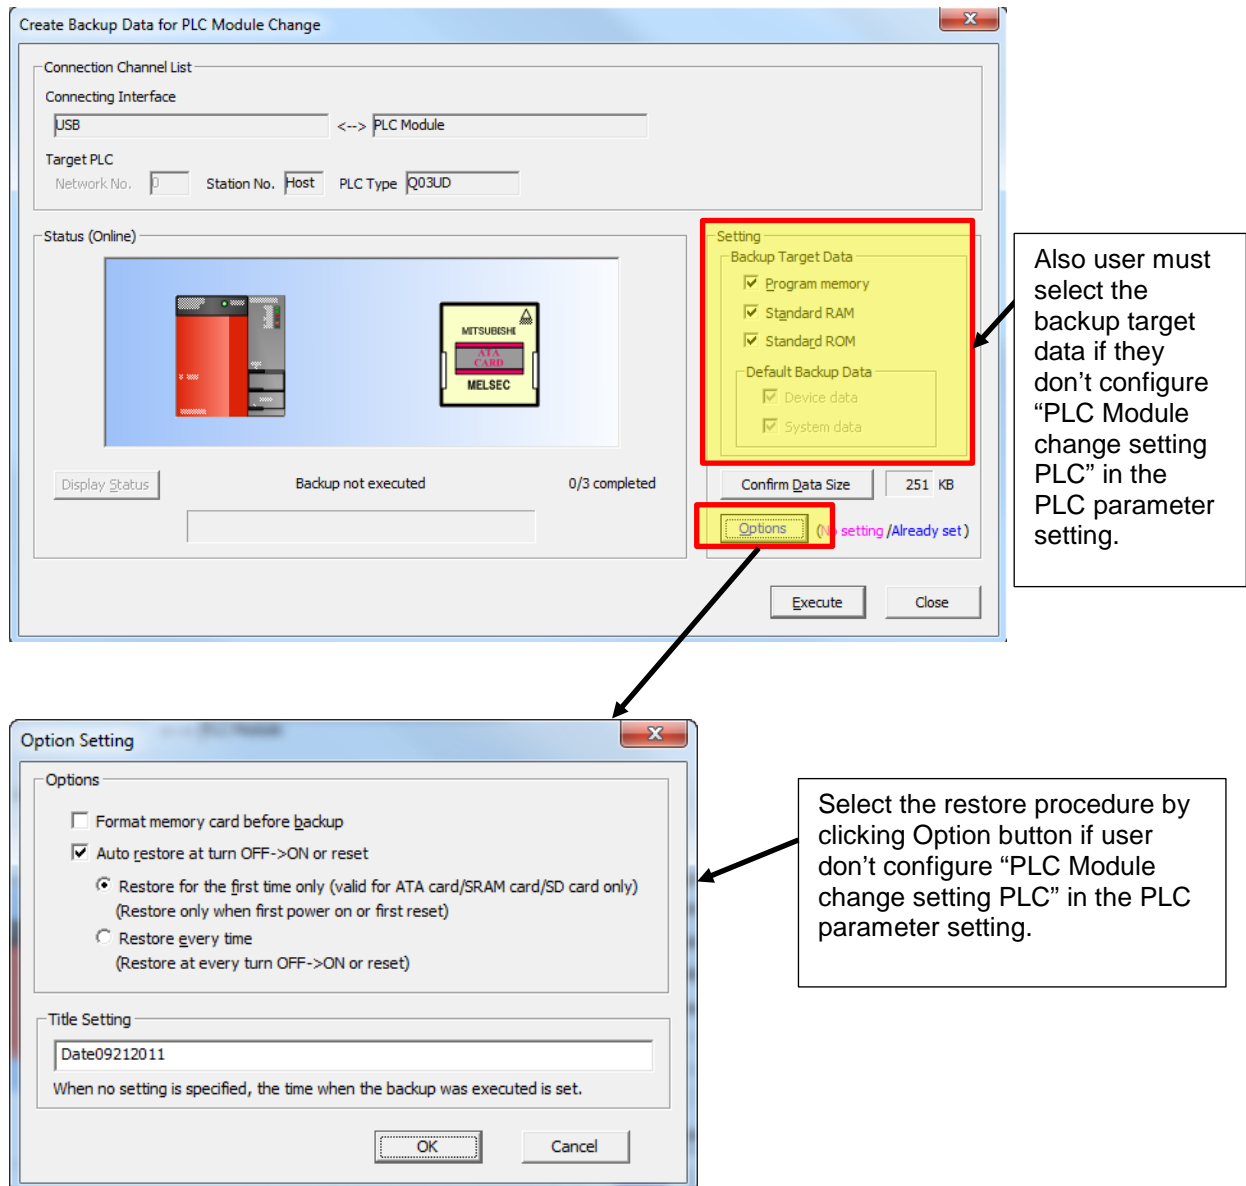 Create Backup Data for PLC Module Change
Connection Channel List
Connecting Interface
USB <--> PLC Module
Target PLC
Network No. 0 Station No. Host PLC Type Q03UD
Status (Online)
MITSUBISHI
ATA
CARD
MELSEC
Display Status Backup not executed 0/3 completed
Setting
Backup Target Data
Program memory
Standard RAM
Standard ROM
Default Backup Data
Device data
System data
Confirm Data Size 251 KB
Options (No setting /Already set )
Execute Close
Also user must
select the
backup target
data if they
don’t configure
“PLC Module
change setting
PLC” in the
PLC parameter
setting.
Option Setting
Options
Format memory card before backup
Auto restore at turn OFF->ON or reset
Restore for the first time only (valid for ATA card/SRAM card/SD card only)
(Restore only when first power on or first reset)
Restore every time
(Restore at every turn OFF->ON or reset)
Title Setting
Date09212011
When no setting is specified, the time when the backup was executed is set.
OK Cancel
Select the restore procedure by
clicking Option button if user
don’t configure “PLC Module
change setting PLC” in the PLC
parameter setting.